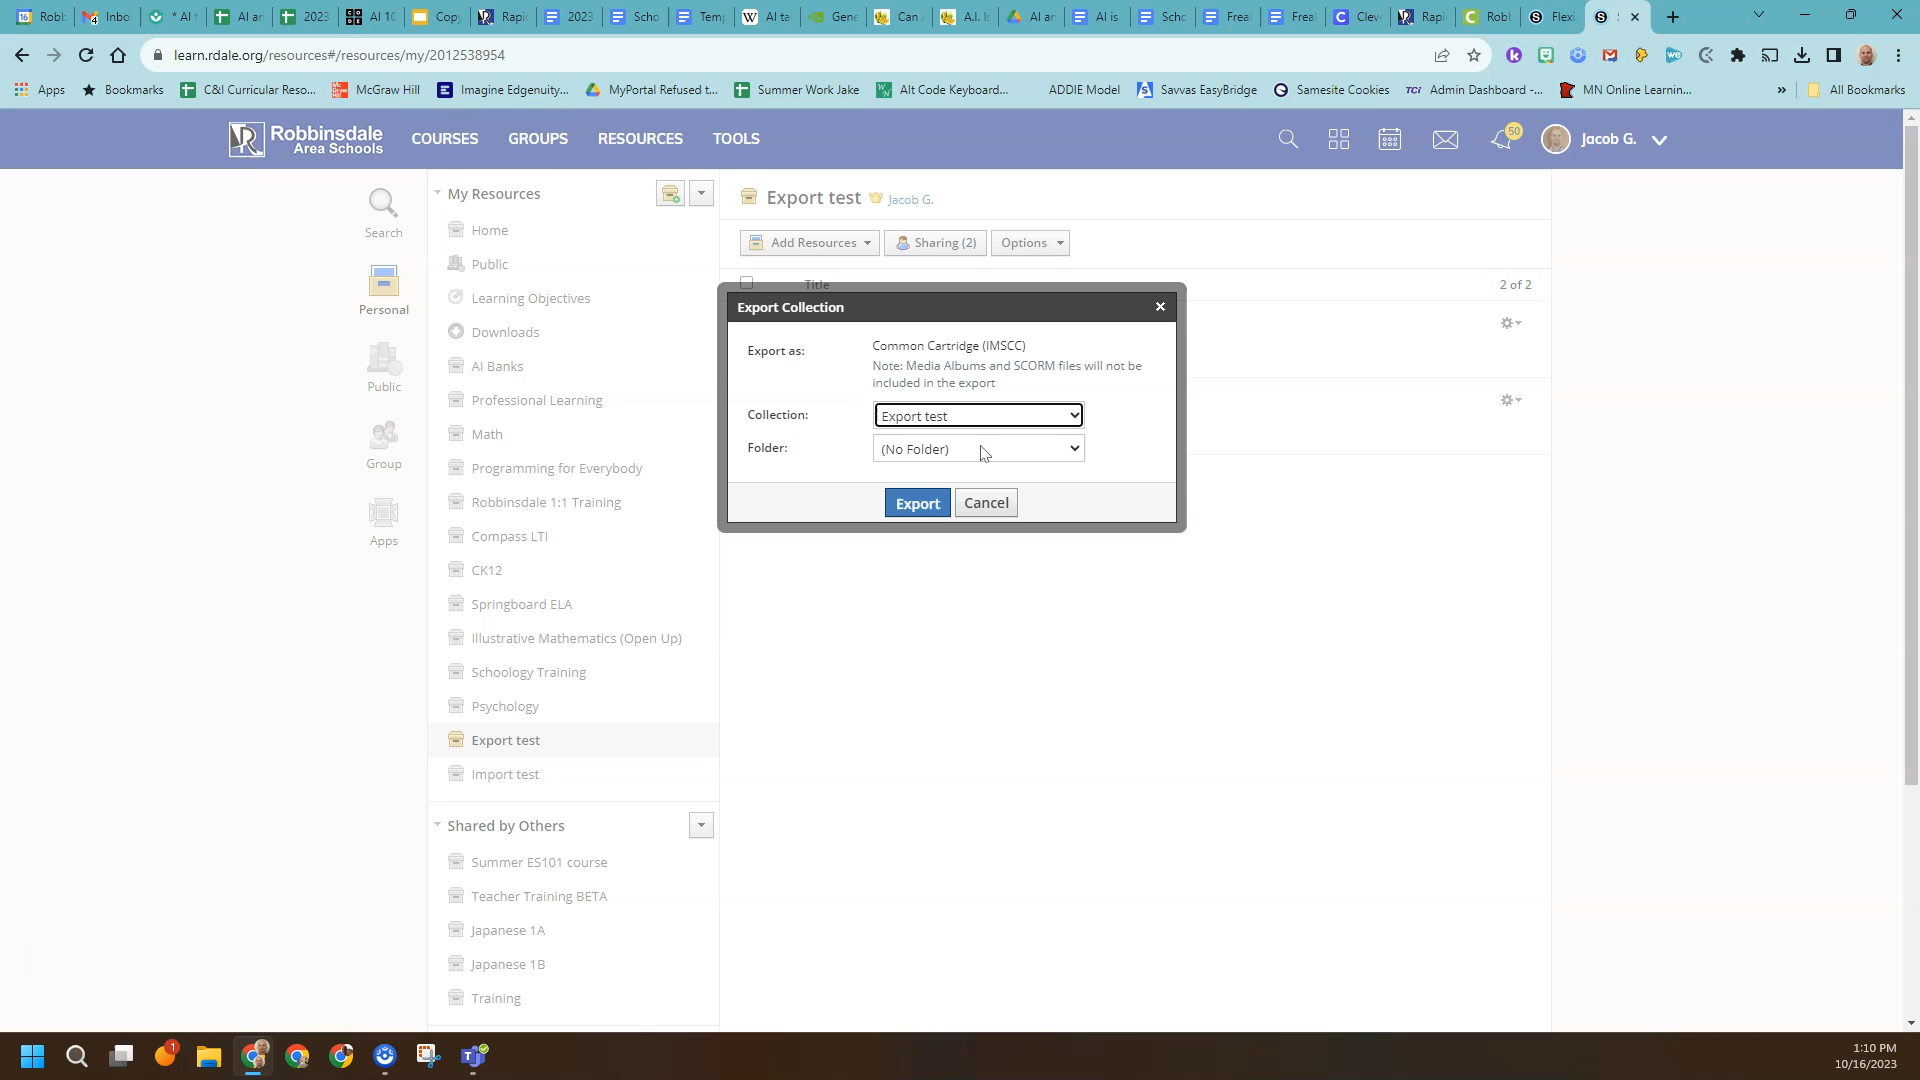 Robb
Inbo
* AI t
AI ar
2023
AI 10
Copy
Rapi
2023
Scho
Temp
AI ta
Gene
Can A
A.I. Is
AI ar
AI is
Scho
Freal
Freal
Clev
Rapi
Robb
Flexi
S
learn.rdale.org/resources#/resources/my/2012538954
Apps
Bookmarks
C&I Curricular Reso...
McGraw Hill
Imagine Edgenuity...
MyPortal Refused t...
Summer Work Jake
Alt Code Keyboard...
ADDIE Model
Savvas EasyBridge
Samesite Cookies
TCi Admin Dashboard -...
MN Online Learnin...
»
All Bookmarks
Robbinsdale
Area Schools
COURSES
GROUPS
RESOURCES
TOOLS
50
Jacob G.
Search
Personal
Public
Group
Apps
My Resources
Home
Public
Learning Objectives
Downloads
AI Banks
Professional Learning
Math
Programming for Everybody
Robbinsdale 1:1 Training
Compass LTI
CK12
Springboard ELA
Illustrative Mathematics (Open Up)
Schoology Training
Psychology
Export test
Import test
Shared by Others
Summer ES101 course
Teacher Training BETA
Japanese 1A
Japanese 1B
Training
Export test Jacob G.
Add Resources
Sharing (2)
Options
Title
2 of 2
Export Collection
Export as:
Common Cartridge (IMSCC)
Note: Media Albums and SCORM files will not be
included in the export
Collection:
Export test
Folder:
(No Folder)
Export
Cancel
1
1:10 PM
10/16/2023